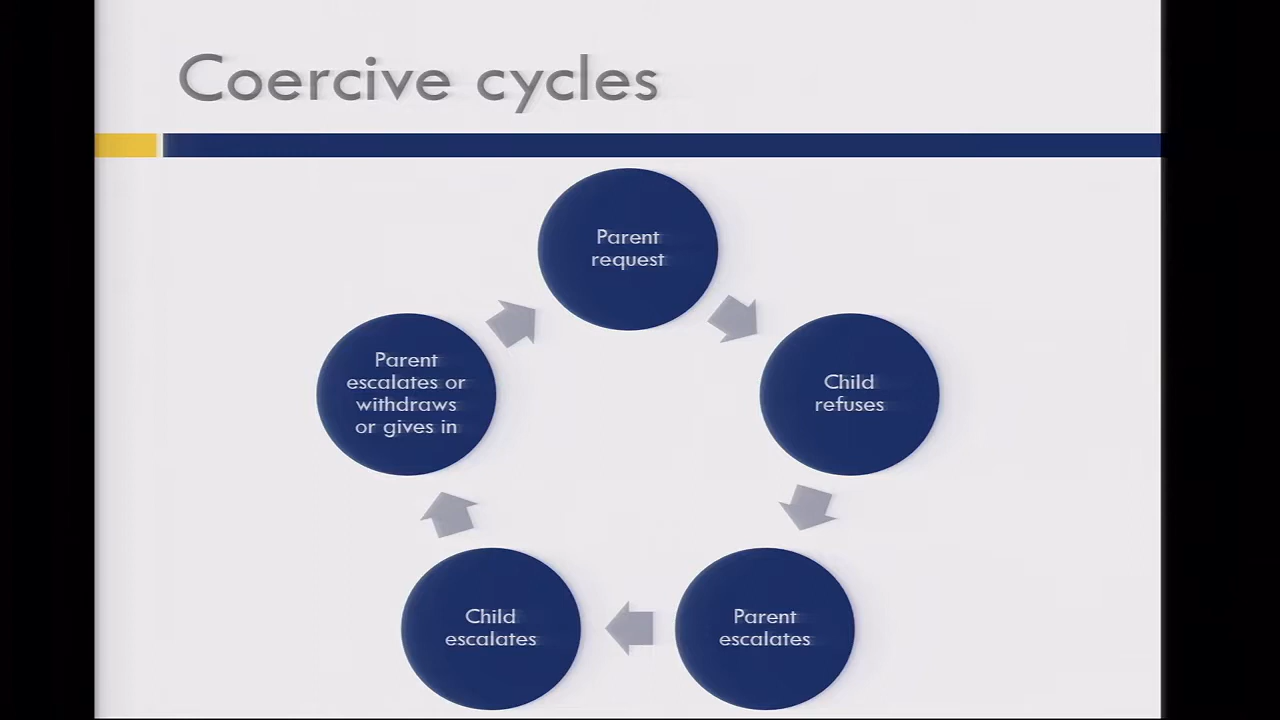 Coercive cycles
Parent
request
Child
refuses
Parent
escalates
Child
escalates
Parent
escalates or
withdraws
or gives in